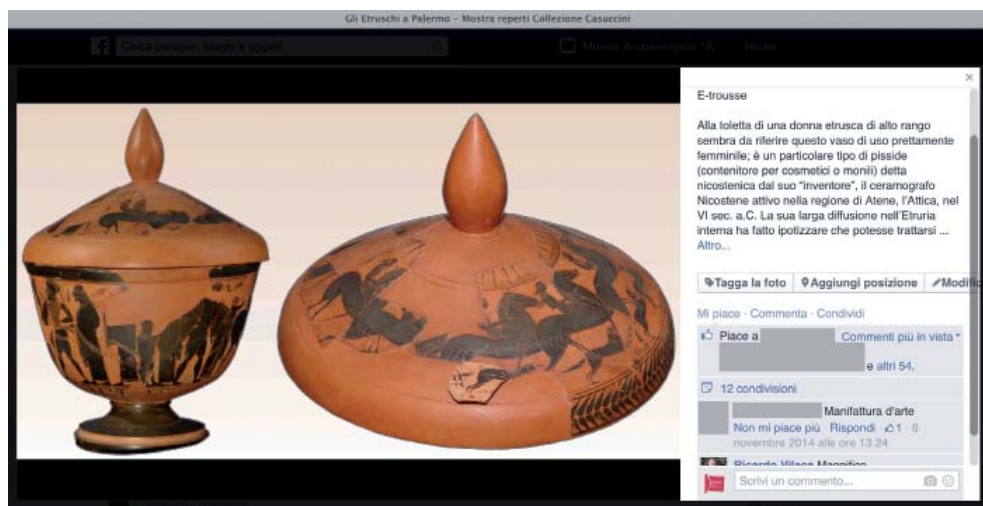 Gli Etruschi a Palermo – Mostra reperti Collezione Casuccini
Cerca persone, luoghi e oggetti
Museo Archeologico "A...
Home
E-trousse
Alla toletta di una donna etrusca di alto rango
sembra da riferire questo vaso di uso prettamente
femminile; è un particolare tipo di pisside
(contenitore per cosmetici o monili) detta
nicostenica dal suo "inventore", il ceramografo
Nicostene attivo nella regione di Atene, l'Attica, nel
VI sec. a.C. La sua larga diffusione nell'Etruria
interna ha fatto ipotizzare che potesse trattarsi ...
Altro...
Tagga la foto Aggiungi posizione Modific
Mi piace · Commenta · Condividi
Piace a Commenti più in vista
e altri 54.
12 condivisioni
Manifattura d'arte
Non mi piace più · Rispondi · 1 · 6
novembre 2014 alle ore 13.24
Ricardo Vilaca Magnifico
Scrivi un commento...